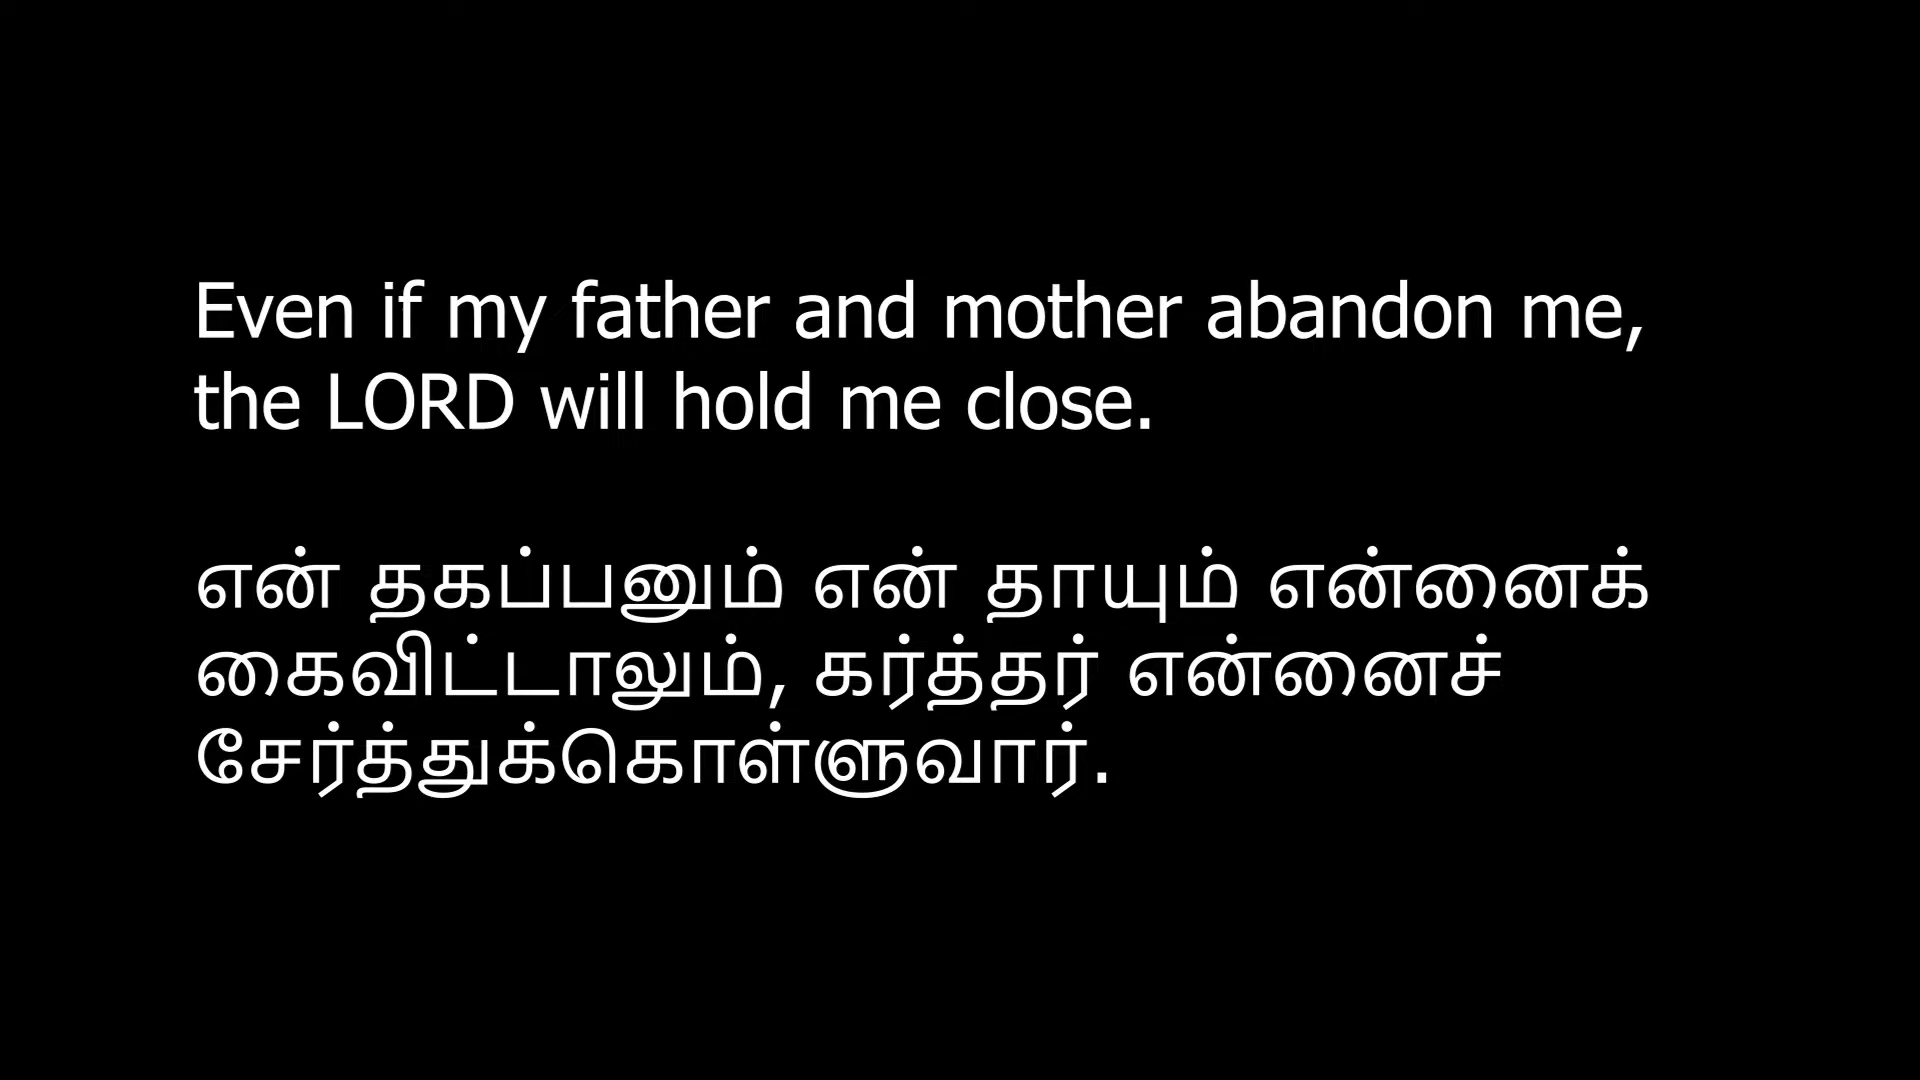 Even if my father and mother abandon me,
the LORD will hold me close.
என் தகப்பனும் என் தாயும் என்னைக்
கைவிட்டாலும், கர்த்தர் என்னைச்
சேர்த்துக்கொள்ளுவார்.